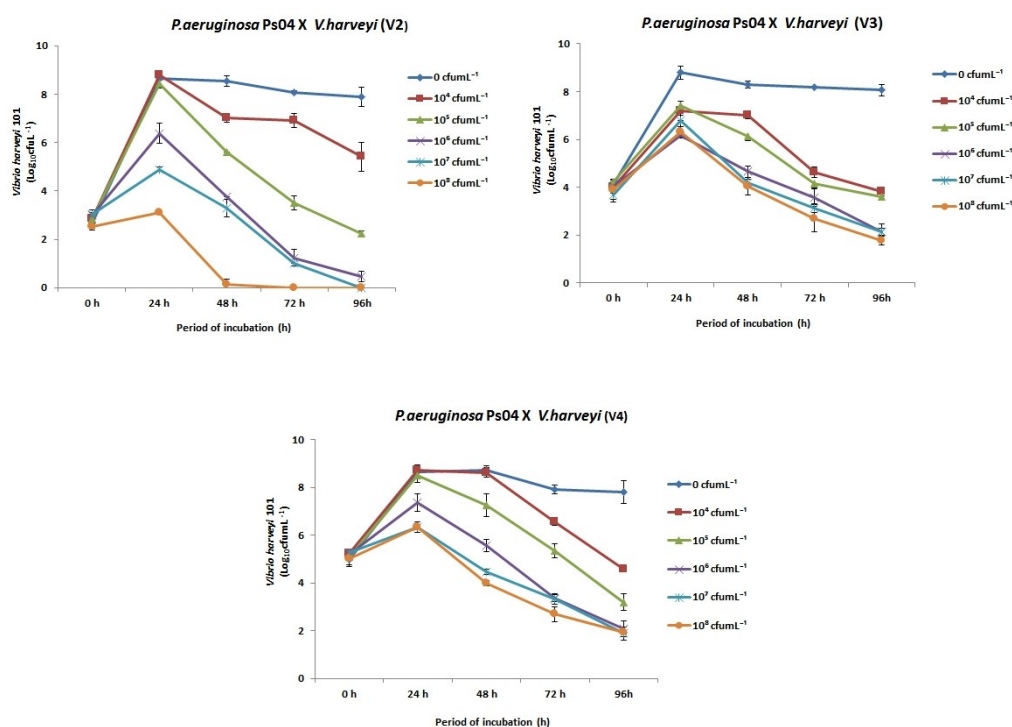 P.aeruginosa Ps04 X V.harveyi (V2)
Vibrio harveyi 101
(Log₁₀cfuL⁻¹)
10
8
6
4
2
0
0 h
24 h
48 h
72 h
96h
Period of incubation (h)
0 cfumL⁻¹
10⁴ cfumL⁻¹
10⁵ cfumL⁻¹
10⁶ cfumL⁻¹
10⁷ cfumL⁻¹
10⁸ cfumL⁻¹
P.aeruginosa Ps04 X V.harveyi (V3)
Vibrio harveyi 101
(Log₁₀cfumL⁻¹)
10
8
6
4
2
0
0 h
24 h
48 h
72 h
96h
Period of incubation (h)
0 cfumL⁻¹
10⁴ cfumL⁻¹
10⁵ cfumL⁻¹
10⁶ cfumL⁻¹
10⁷ cfumL⁻¹
10⁸ cfumL⁻¹
P.aeruginosa Ps04 X V.harveyi (V4)
Vibrio harveyi 101
(Log₁₀cfumL⁻¹)
10
8
6
4
2
0
0 h
24 h
48 h
72 h
96h
Period of incubation (h)
0 cfumL⁻¹
10⁴ cfumL⁻¹
10⁵ cfumL⁻¹
10⁶ cfumL⁻¹
10⁷ cfumL⁻¹
10⁸ cfumL⁻¹